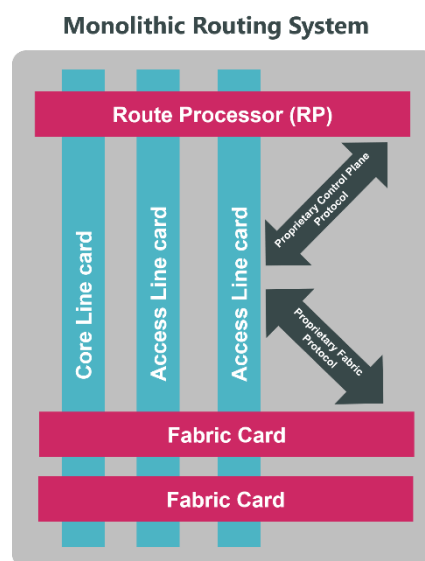 Monolithic Routing System
Route Processor (RP)
Core Line card
Access Line card
Access Line card
Proprietary Control Plane
Protocol
Proprietary Fabric
Protocol
Fabric Card
Fabric Card